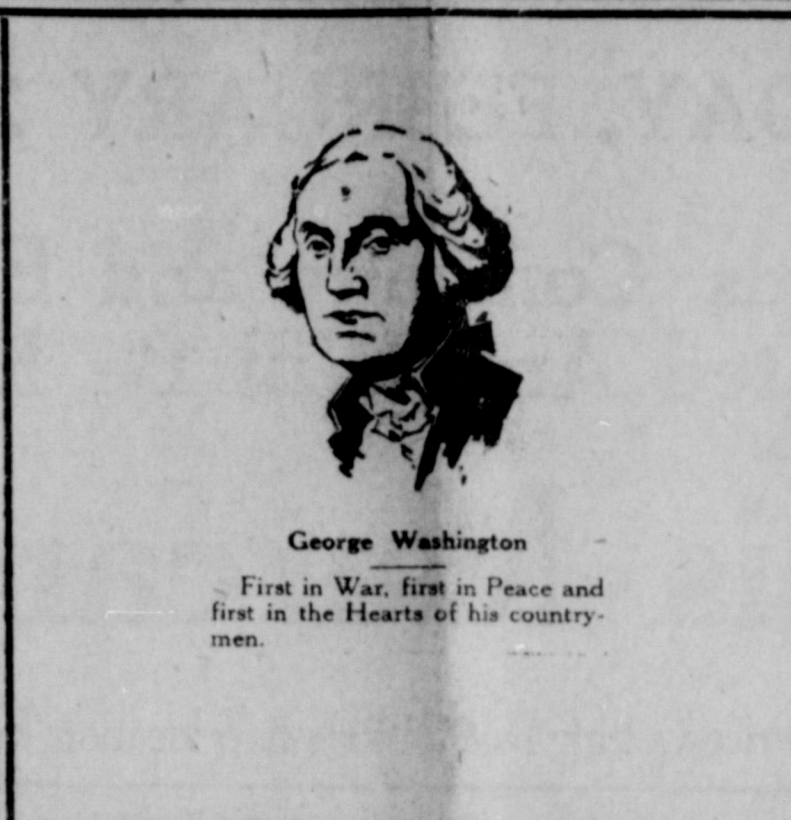 George Washington
First in War, first in Peace and
first in the Hearts of his country-
men.